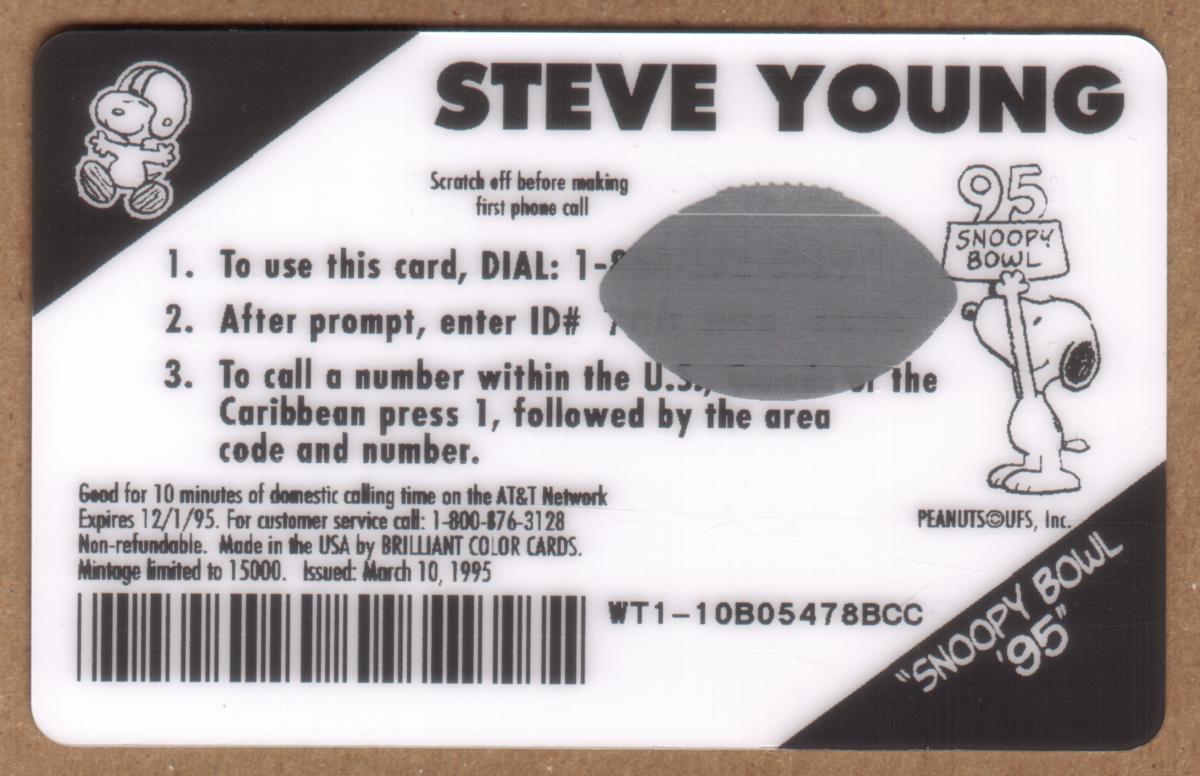 STEVE YOUNG
Scratch off before making
first phone call
95
SNOOPY
BOWL
1. To use this card, DIAL: 1-
2. After prompt, enter ID#
3. To call a number within the U.S., the
Caribbean press 1, followed by the area
code and number.
Good for 10 minutes of domestic calling time on the AT&T Network
Expires 12/1/95. For customer service call: 1-800-876-3128
Non-refundable. Made in the USA by BRILLIANT COLOR CARDS.
Mintage limited to 15000. Issued: March 10, 1995
PEANUTS©UFS, Inc.
WT1-10B05478BCC
"SNOOPY BOWL
'95"